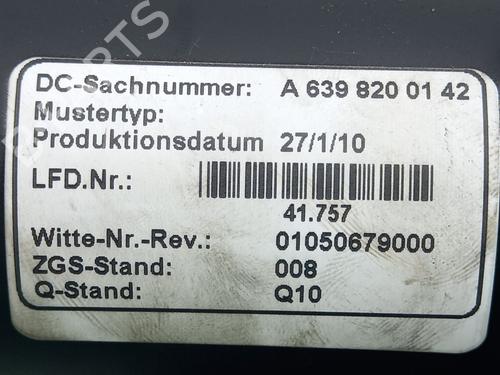 DC-Sachnummer: A 639 820 01 42
Mustertyp:
Produktionsdatum 27/1/10
LFD.Nr.:
41.757
Witte-Nr.-Rev.: 01050679000
ZGS-Stand: 008
Q-Stand: Q10